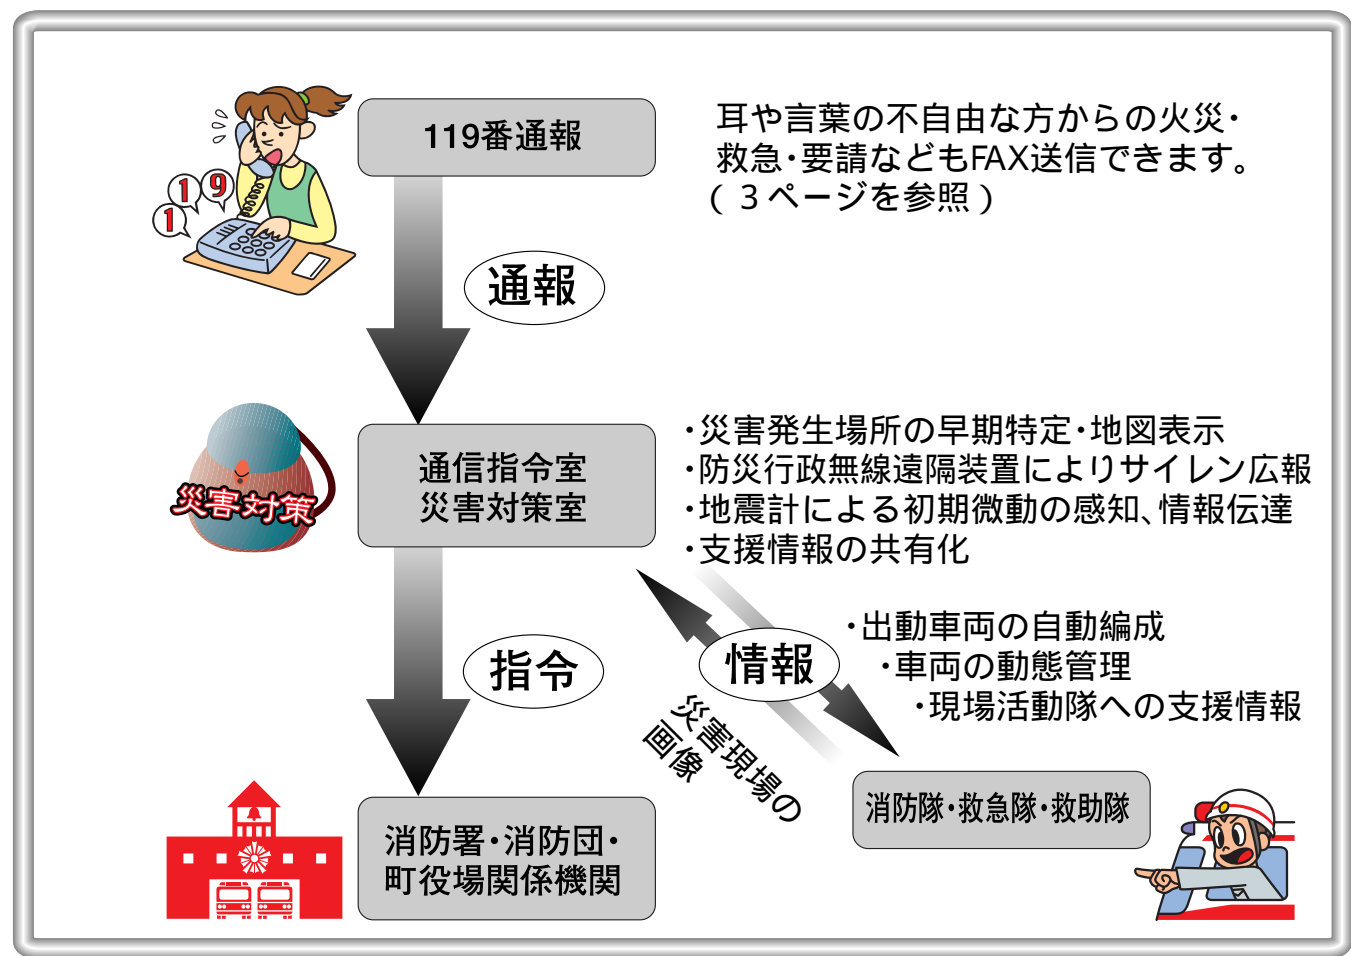 119番通報
耳や言葉の不自由な方からの火災・
救急・要請などもFAX送信できます。
(３ページを参照)
1
1
9
通報
災害対策
通信指令室
災害対策室
・災害発生場所の早期特定・地図表示
・防災行政無線遠隔装置によりサイレン広報
・地震計による初期微動の感知、情報伝達
・支援情報の共有化
指令
情報
・出動車両の自動編成
・車両の動態管理
・現場活動隊への支援情報
災害現場の
画像
消防隊・救急隊・救助隊
消防署・消防団・
町役場関係機関